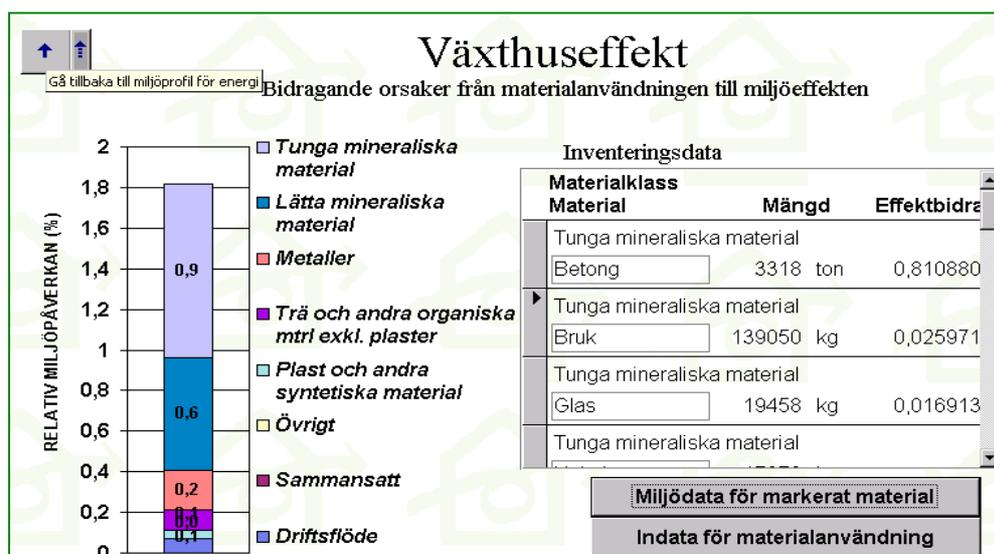 Växthuseffekt
Gå tillbaka till miljöprofil för energi
Bidragande orsaker från materialanvändningen till miljöeffekten
RELATIV MILJÖPÅVERKAN (%)
2
1,8
1,6
1,4
1,2
1
0,8
0,6
0,4
0,2
0
0,9
0,6
0,2
0,1
0,0
0,1
Tunga mineraliska
material
Lätta mineraliska
material
Metaller
Trä och andra organiska
mtrl exkl. plaster
Plast och andra
syntetiska material
Övrigt
Sammansatt
Driftsflöde
Inventeringsdata
Materialklass
Material Mängd Effektbidra
Tunga mineraliska material
Betong 3318 ton 0,810880
Tunga mineraliska material
Bruk 139050 kg 0,025971
Tunga mineraliska material
Glas 19458 kg 0,016913
Tunga mineraliska material
Miljödata för markerat material
Indata för materialanvändning